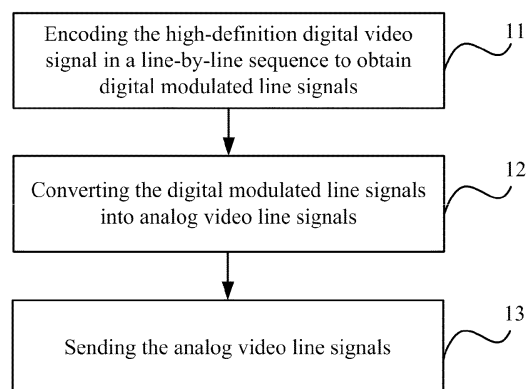 Encoding the high-definition digital video
signal in a line-by-line sequence to obtain
digital modulated line signals
11
Converting the digital modulated line signals
into analog video line signals
12
Sending the analog video line signals
13